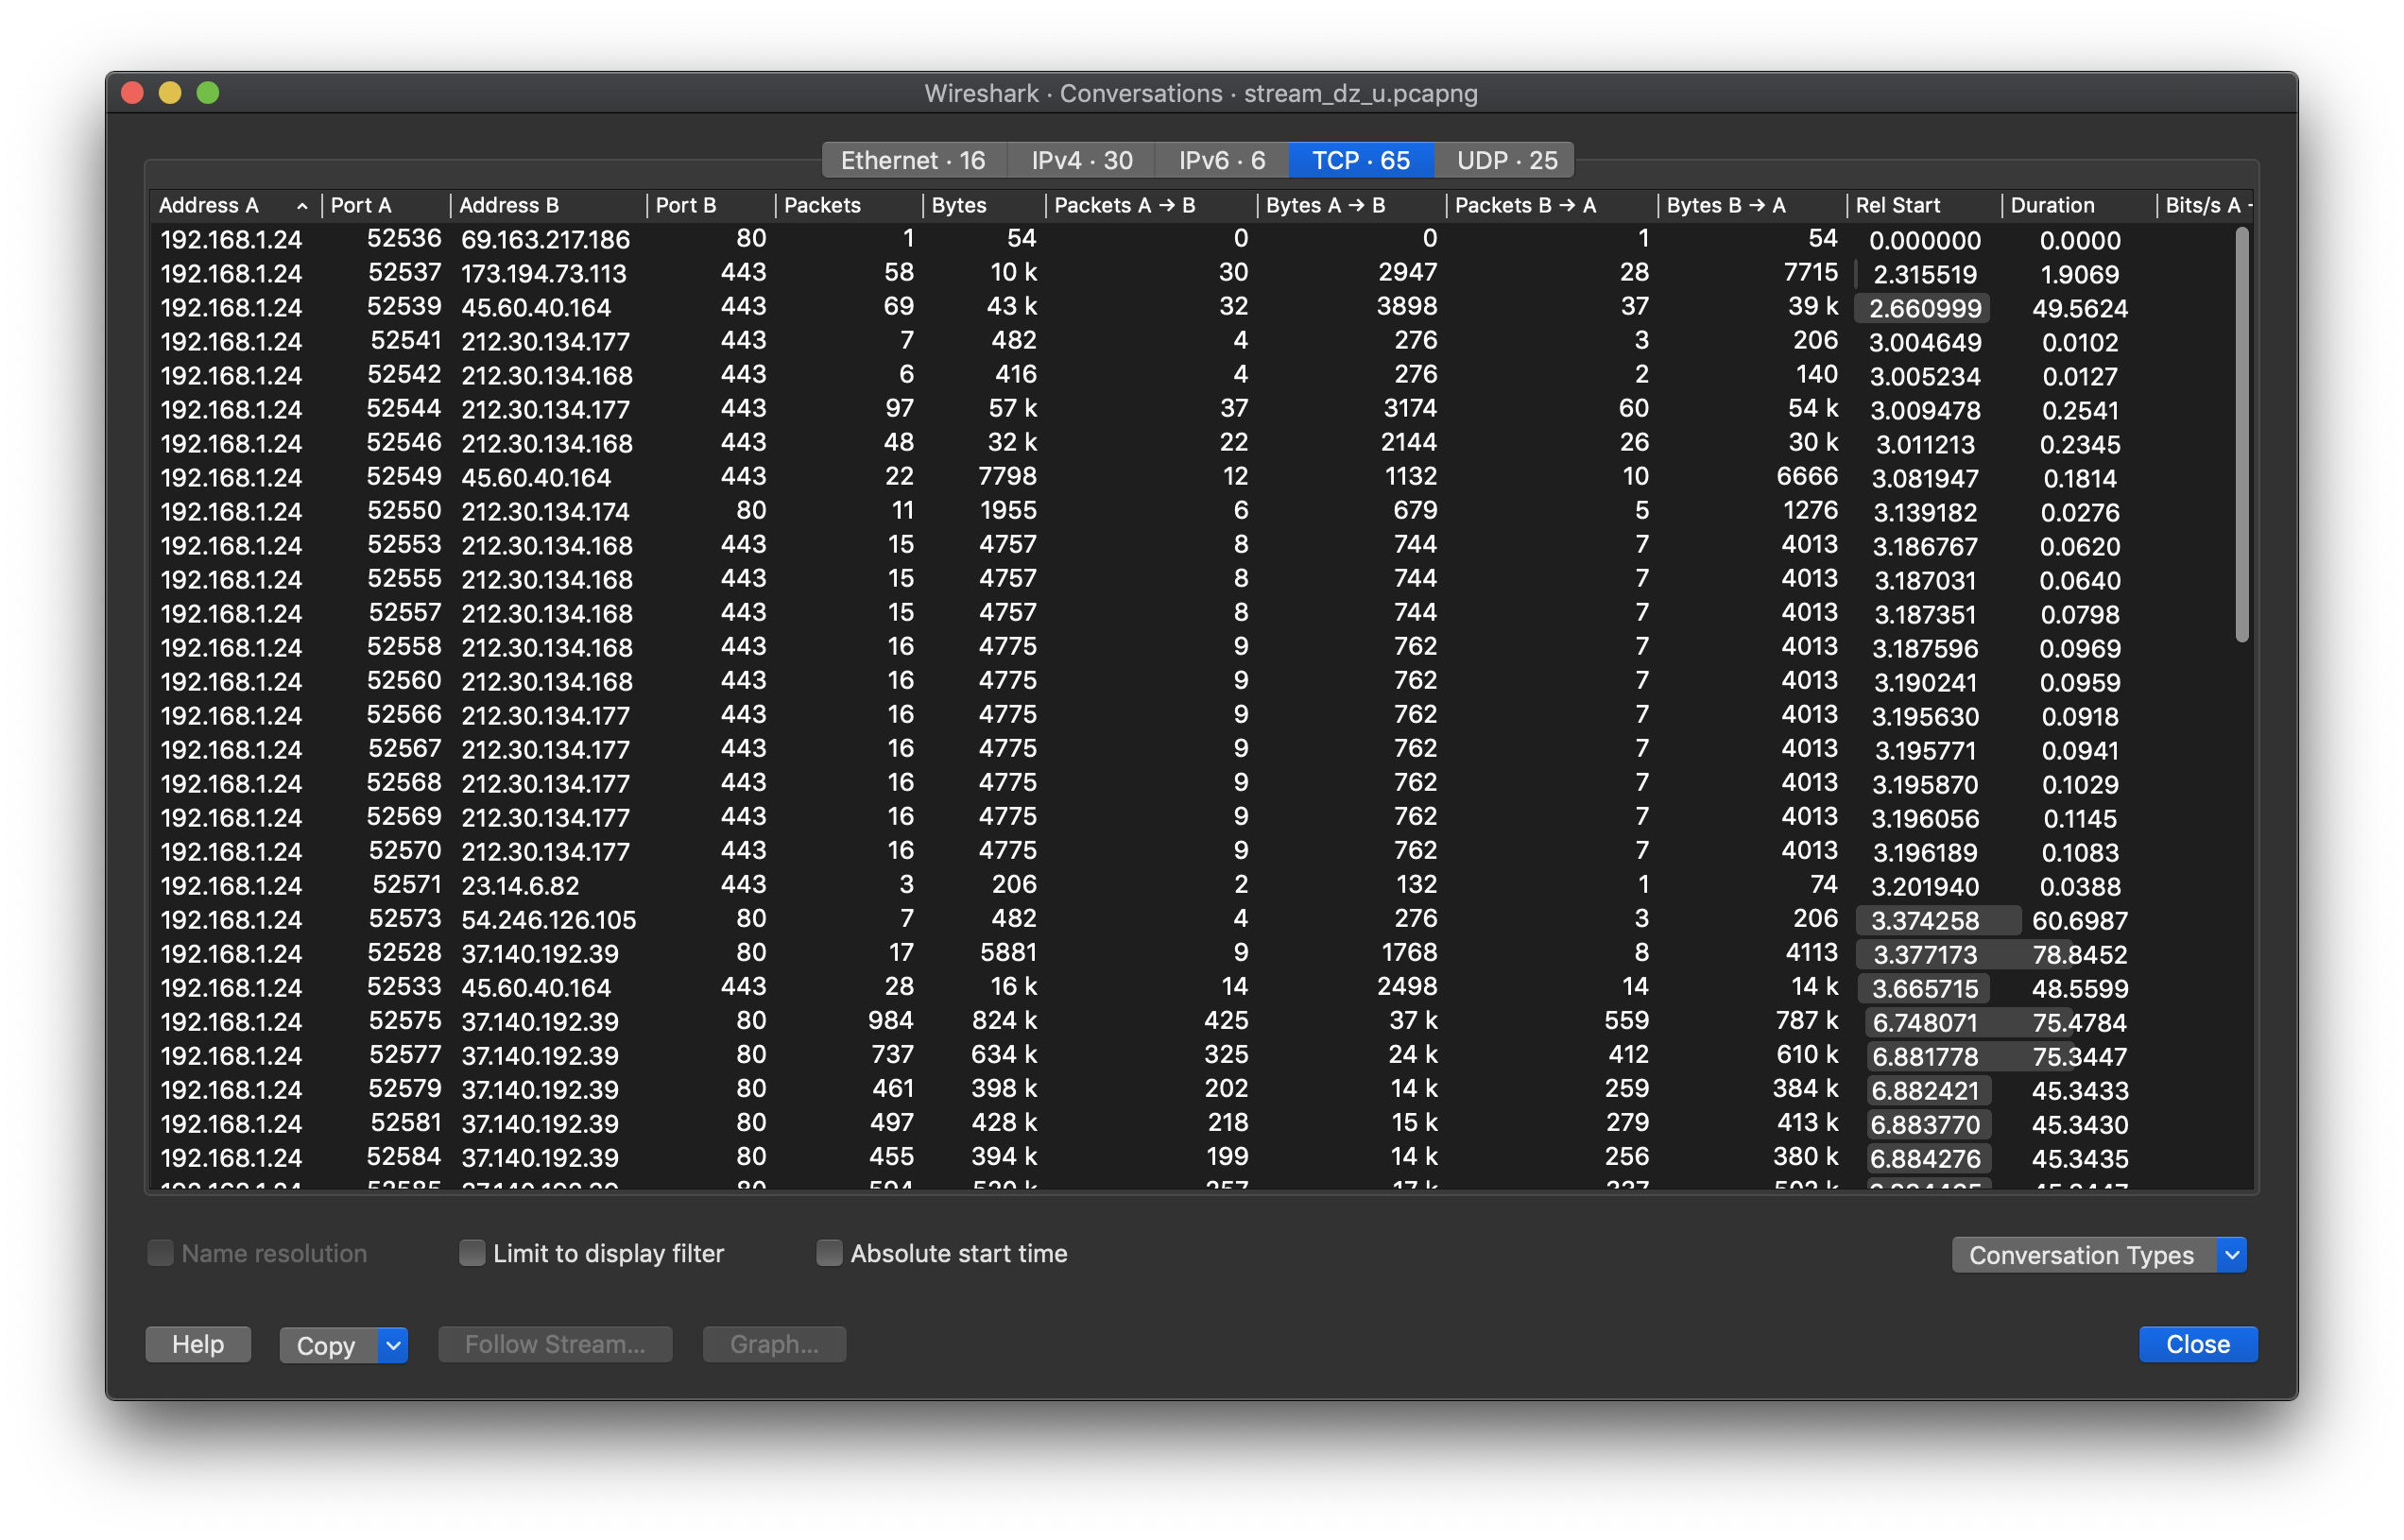 Wireshark · Conversations · stream_dz_u.pcapng
Ethernet · 16 IPv4 · 30 IPv6 · 6 TCP · 65 UDP · 25
Address A Port A Address B Port B Packets Bytes Packets A → B Bytes A → B Packets B → A Bytes B → A Rel Start Duration Bits/s A
192.168.1.24 52536 69.163.217.186 80 1 54 0 0 1 54 0.000000 0.0000
192.168.1.24 52537 173.194.73.113 443 58 10 k 30 2947 28 7715 2.315519 1.9069
192.168.1.24 52539 45.60.40.164 443 69 43 k 32 3898 37 39 k 2.660999 49.5624
192.168.1.24 52541 212.30.134.177 443 7 482 4 276 3 206 3.004649 0.0102
192.168.1.24 52542 212.30.134.168 443 6 416 4 276 2 140 3.005234 0.0127
192.168.1.24 52544 212.30.134.177 443 97 57 k 37 3174 60 54 k 3.009478 0.2541
192.168.1.24 52546 212.30.134.168 443 48 32 k 22 2144 26 30 k 3.011213 0.2345
192.168.1.24 52549 45.60.40.164 443 22 7798 12 1132 10 6666 3.081947 0.1814
192.168.1.24 52550 212.30.134.174 80 11 1955 6 679 5 1276 3.139182 0.0276
192.168.1.24 52553 212.30.134.168 443 15 4757 8 744 7 4013 3.186767 0.0620
192.168.1.24 52555 212.30.134.168 443 15 4757 8 744 7 4013 3.187031 0.0640
192.168.1.24 52557 212.30.134.168 443 15 4757 8 744 7 4013 3.187351 0.0798
192.168.1.24 52558 212.30.134.168 443 16 4775 9 762 7 4013 3.187596 0.0969
192.168.1.24 52560 212.30.134.168 443 16 4775 9 762 7 4013 3.190241 0.0959
192.168.1.24 52566 212.30.134.177 443 16 4775 9 762 7 4013 3.195630 0.0918
192.168.1.24 52567 212.30.134.177 443 16 4775 9 762 7 4013 3.195771 0.0941
192.168.1.24 52568 212.30.134.177 443 16 4775 9 762 7 4013 3.195870 0.1029
192.168.1.24 52569 212.30.134.177 443 16 4775 9 762 7 4013 3.196056 0.1145
192.168.1.24 52570 212.30.134.177 443 16 4775 9 762 7 4013 3.196189 0.1083
192.168.1.24 52571 23.14.6.82 443 3 206 2 132 1 74 3.201940 0.0388
192.168.1.24 52573 54.246.126.105 80 7 482 4 276 3 206 3.374258 60.6987
192.168.1.24 52528 37.140.192.39 80 17 5881 9 1768 8 4113 3.377173 78.8452
192.168.1.24 52533 45.60.40.164 443 28 16 k 14 2498 14 14 k 3.665715 48.5599
192.168.1.24 52575 37.140.192.39 80 984 824 k 425 37 k 559 787 k 6.748071 75.4784
192.168.1.24 52577 37.140.192.39 80 737 634 k 325 24 k 412 610 k 6.881778 75.3447
192.168.1.24 52579 37.140.192.39 80 461 398 k 202 14 k 259 384 k 6.882421 45.3433
192.168.1.24 52581 37.140.192.39 80 497 428 k 218 15 k 279 413 k 6.883770 45.3430
192.168.1.24 52584 37.140.192.39 80 455 394 k 199 14 k 256 380 k 6.884276 45.3435
Name resolution Limit to display filter Absolute start time Conversation Types
Help Copy Follow Stream... Graph... Close